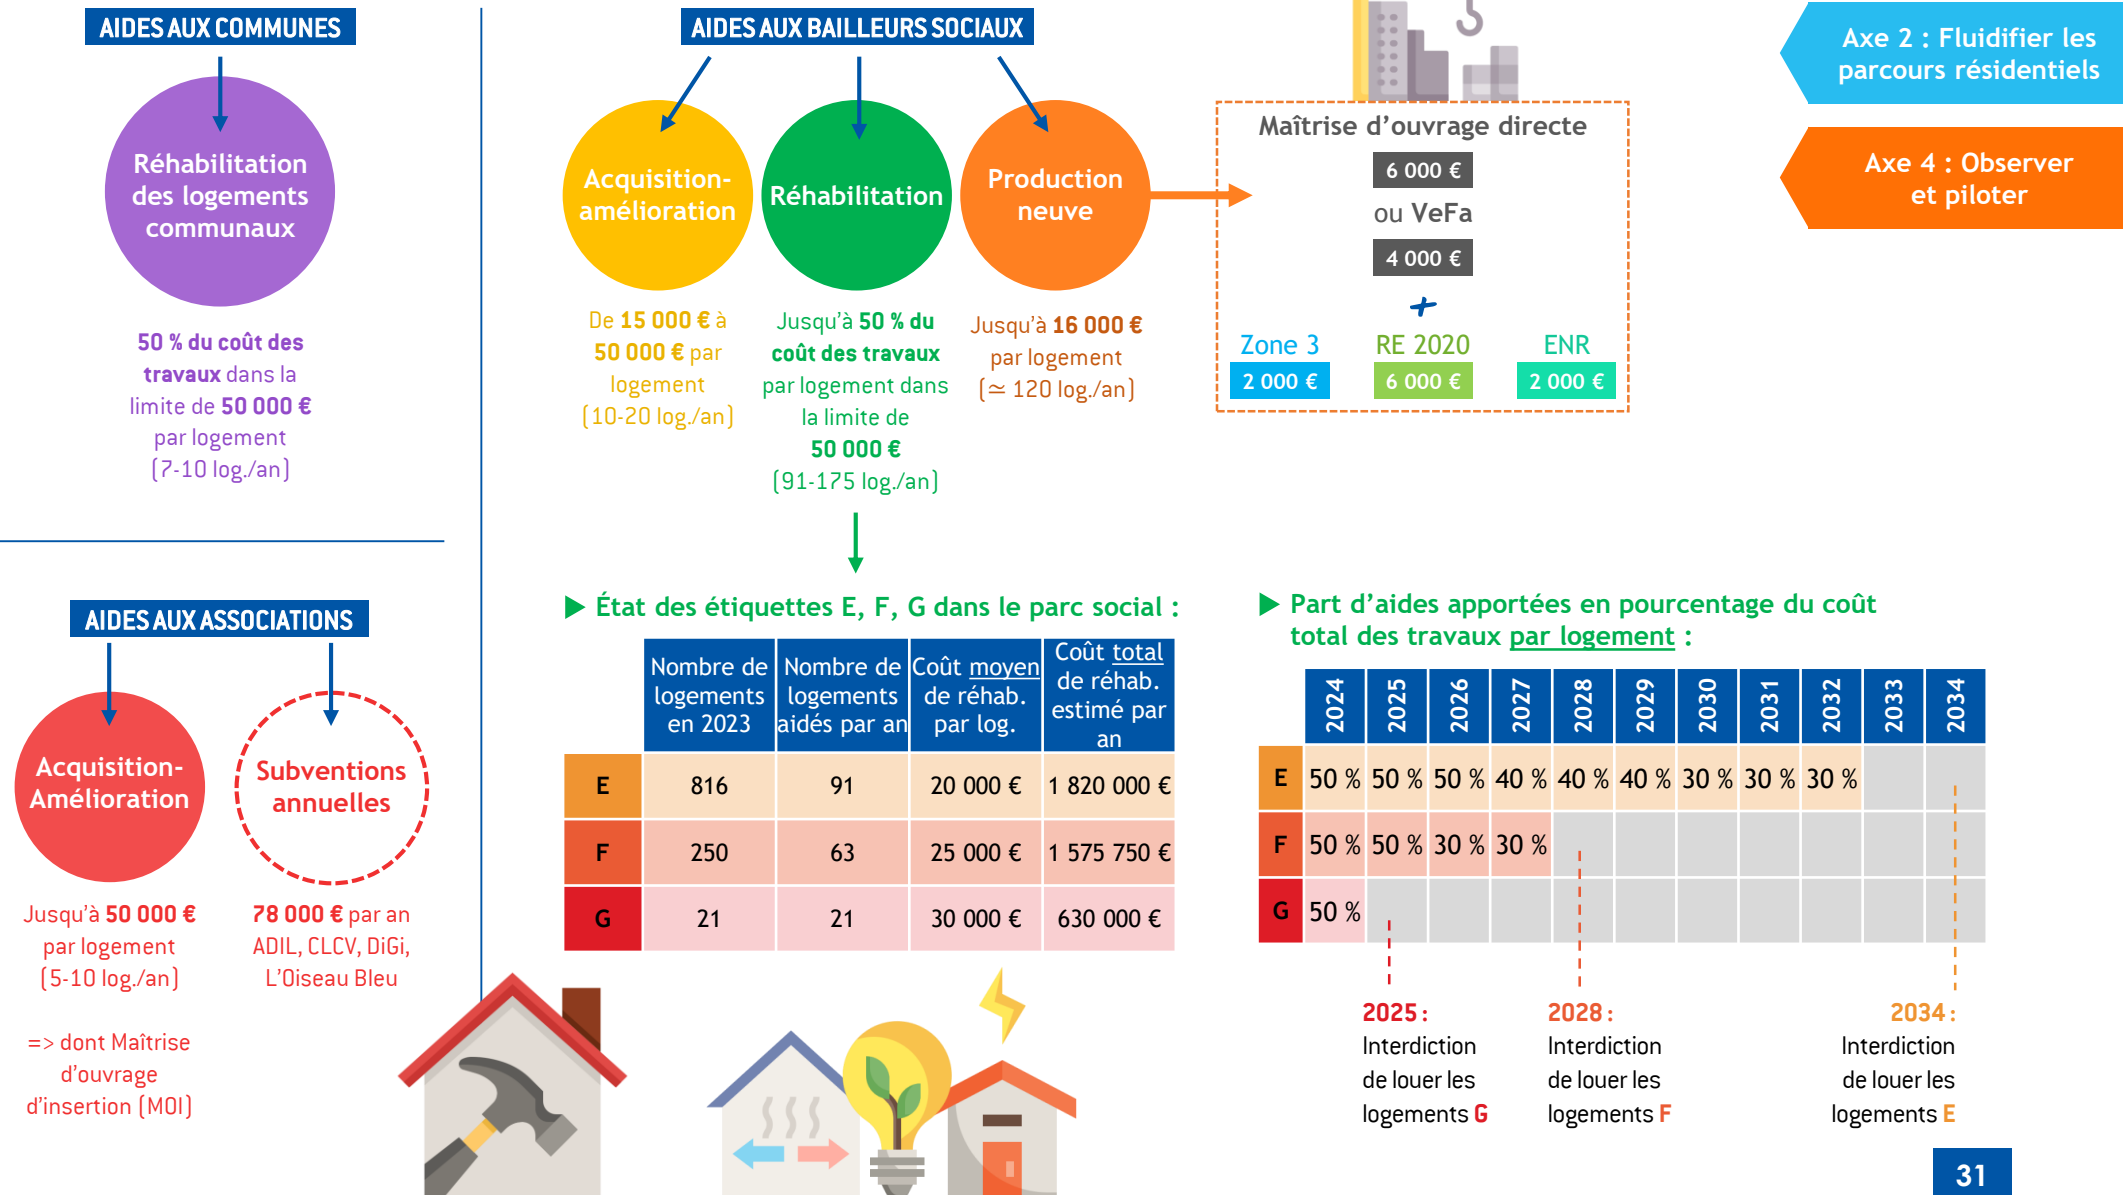 AIDES AUX COMMUNES
Réhabilitation
des logements
communaux
50 % du coût des
travaux dans la
limite de 50 000 €
par logement
(7-10 log./an)
AIDES AUX ASSOCIATIONS
Acquisition-
Amélioration
Jusqu'à 50 000 €
par logement
(5-10 log./an)
=> dont Maîtrise
d'ouvrage
d'insertion (MOI)
Subventions
annuelles
78 000 € par an
ADIL, CLCV, DiGi,
L'Oiseau Bleu
AIDES AUX BAILLEURS SOCIAUX
Acquisition-
amélioration
De 15 000 € à
50 000 € par
logement
(10-20 log./an)
Réhabilitation
Jusqu'à 50 % du
coût des travaux
par logement dans
la limite de
50 000 €
(91-175 log./an)
Production
neuve
Jusqu'à 16 000 €
par logement
(≃ 120 log./an)
Maîtrise d'ouvrage directe
6 000 €
ou VeFa
4 000 €
+
Zone 3 RE 2020 ENR
2 000 € 6 000 € 2 000 €
Axe 2 : Fluidifier les
parcours résidentiels
Axe 4 : Observer
et piloter
État des étiquettes E, F, G dans le parc social :
Nombre de
logements
en 2023
Nombre de
logements
aidés par an
Coût moyen
de réhab.
par log.
Coût total
de réhab.
estimé par
an
E 816 91 20 000 € 1 820 000 €
F 250 63 25 000 € 1 575 750 €
G 21 21 30 000 € 630 000 €
Part d'aides apportées en pourcentage du coût
total des travaux par logement :
2024 2025 2026 2027 2028 2029 2030 2031 2032 2033 2034
E 50 % 50 % 50 % 40 % 40 % 40 % 30 % 30 % 30 %
F 50 % 50 % 30 % 30 %
G 50 %
2025 :
Interdiction
de louer les
logements G
2028 :
Interdiction
de louer les
logements F
2034 :
Interdiction
de louer les
logements E
31